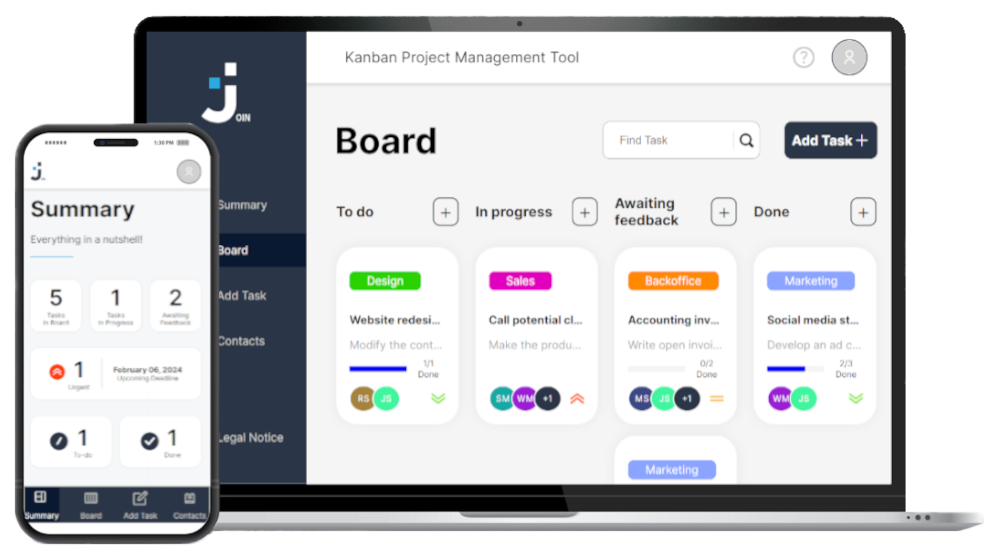 Kanban Project Management Tool
?
J
OIN
Board
Find Task
Add Task+
Summary
Board
Add Task
Contacts
Legal Notice
To do
+
In progress
+
Awaiting
feedback
+
Done
+
Design
Website redesi...
Modify the cont...
1/1
Done
RS
JS
Sales
Call potential cl...
Make the produ...
SM
WM
+1
Backoffice
Accounting inv...
Write open invoi...
0/2
Done
MS
JS
+1
Marketing
Social media st...
Develop an ad c...
2/3
Done
WM
JS
Marketing
1:30 PM
J
Summary
Everything in a nutshell!
5
Tasks
in Board
1
Tasks
in Progress
2
Awaiting
Feedback
1
Urgent
February 06, 2024
Upcoming Deadline
1
To-do
1
Done
Summary
Board
Add Task
Contacts